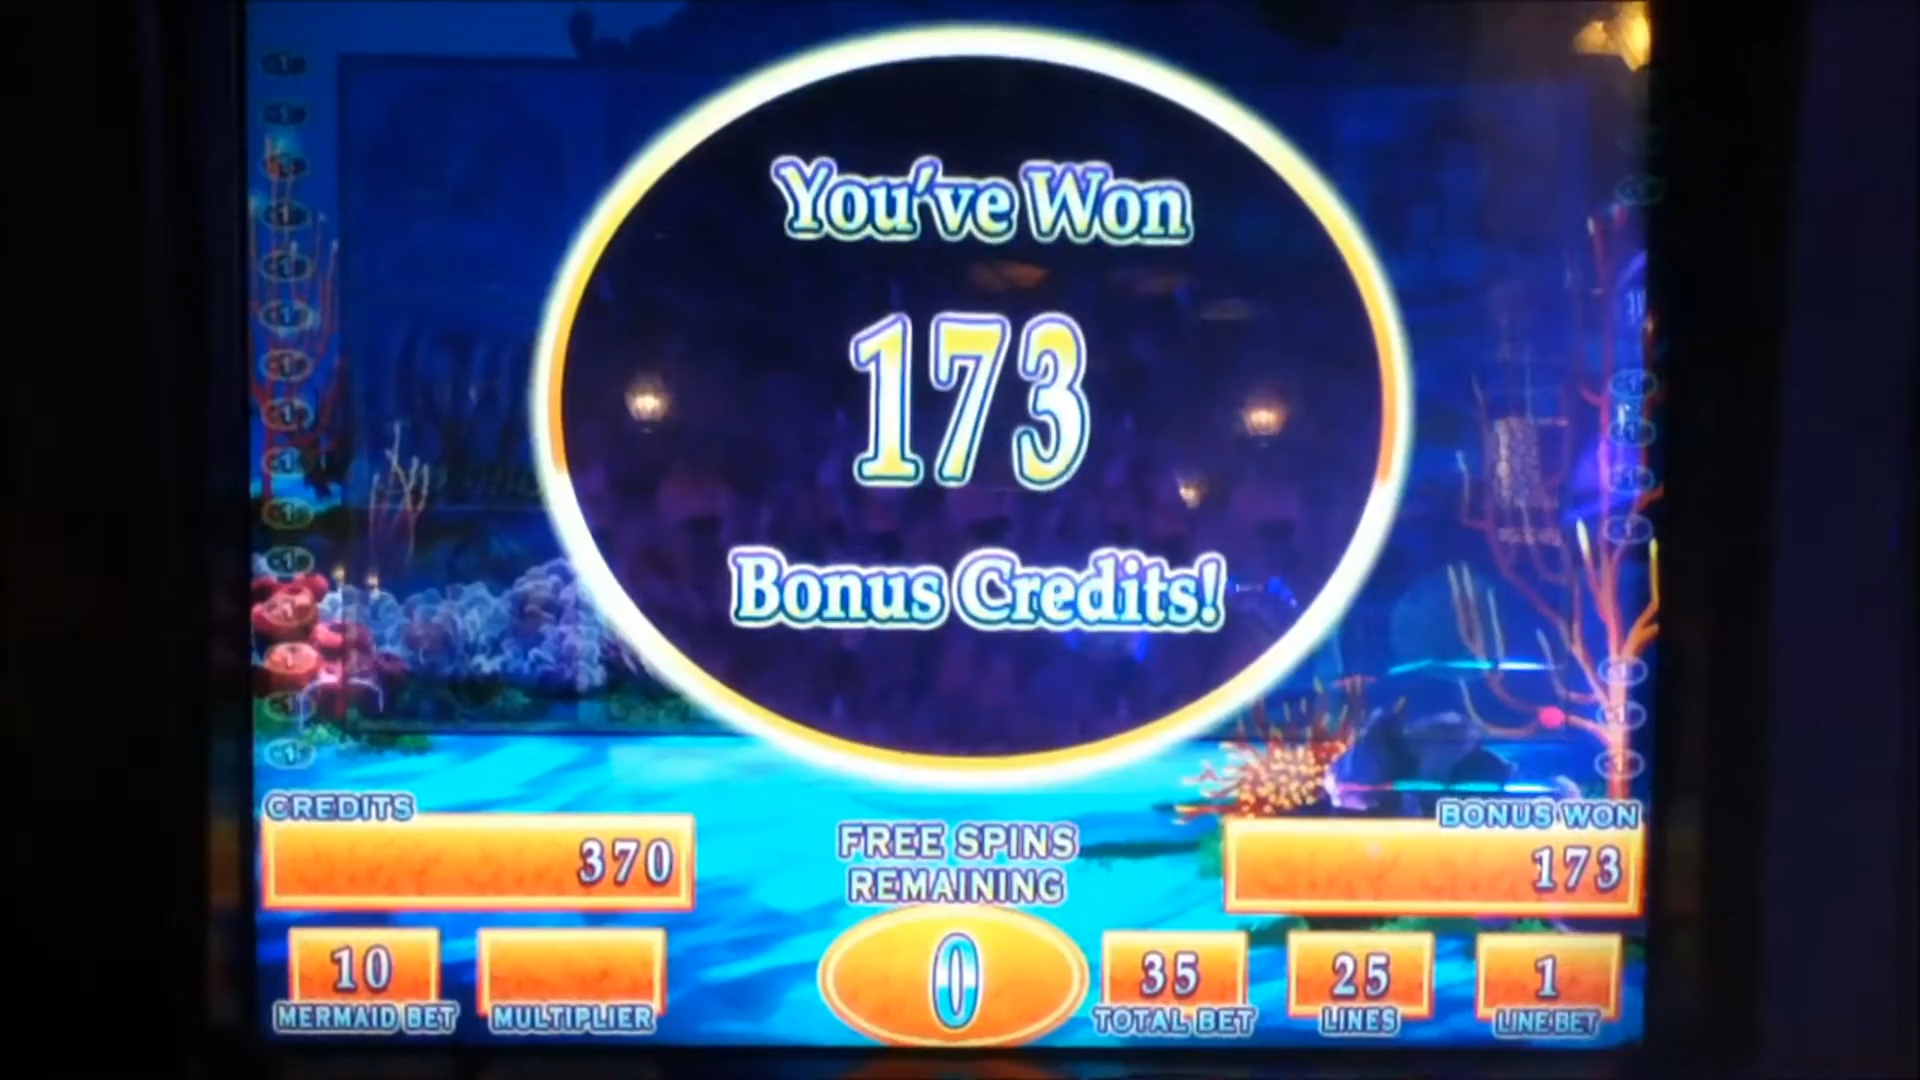 You've Won
173
Bonus Credits!
CREDITS
370
FREE SPINS
REMAINING
0
BONUS WON
173
10
MERMAID BET
MULTIPLIER
35
TOTAL BET
25
LINES
1
LINE BET